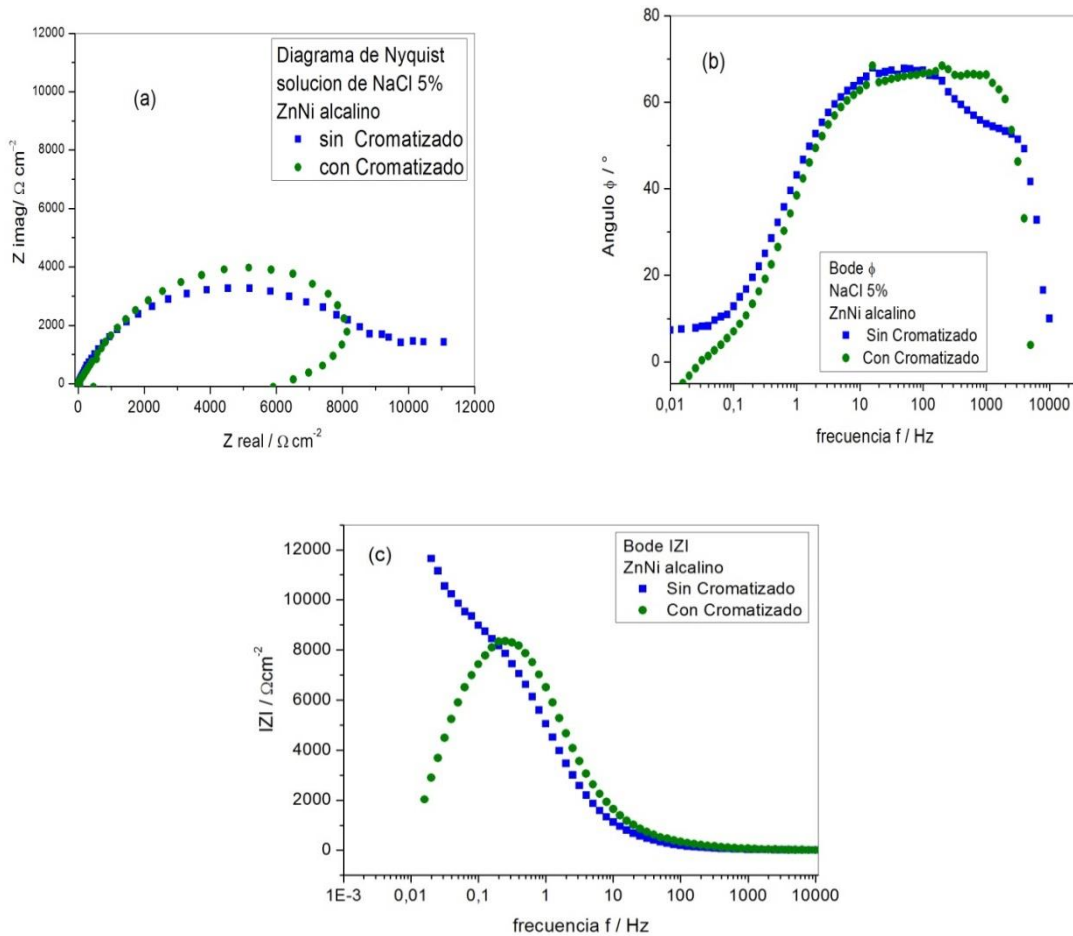 (a)
Diagrama de Nyquist
solucion de NaCl 5%
ZnNi alcalino
sin Cromatizado
con Cromatizado
Z imag/ Ω cm-2
12000
10000
8000
6000
4000
2000
0
0 2000 4000 6000 8000 10000 12000
Z real / Ω cm-2
(b)
Angulo ϕ / °
80
60
40
20
0
Bode ϕ
NaCl 5%
ZnNi alcalino
Sin Cromatizado
Con Cromatizado
0,01 0,1 1 10 100 1000 10000
frecuencia f / Hz
(c)
Bode IZI
ZnNi alcalino
Sin Cromatizado
Con Cromatizado
IZI / Ωcm-2
12000
10000
8000
6000
4000
2000
0
1E-3 0,01 0,1 1 10 100 1000 10000
frecuencia f / Hz